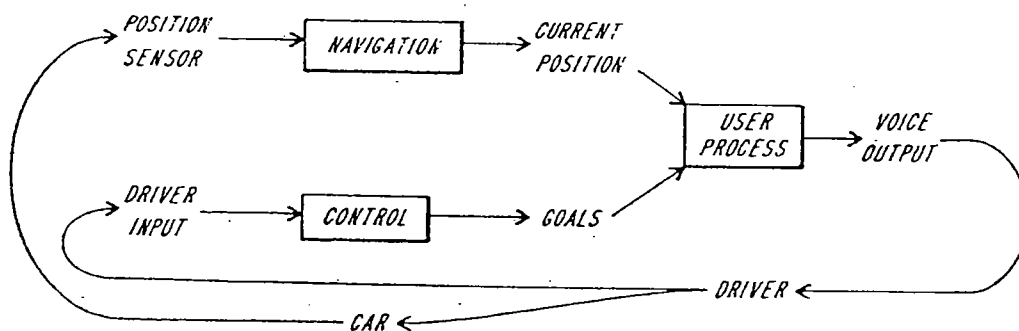 POSITION
SENSOR
NAVIGATION
CURRENT
POSITION
USER
PROCESS
VOICE
OUTPUT
DRIVER
INPUT
CONTROL
GOALS
DRIVER
CAR